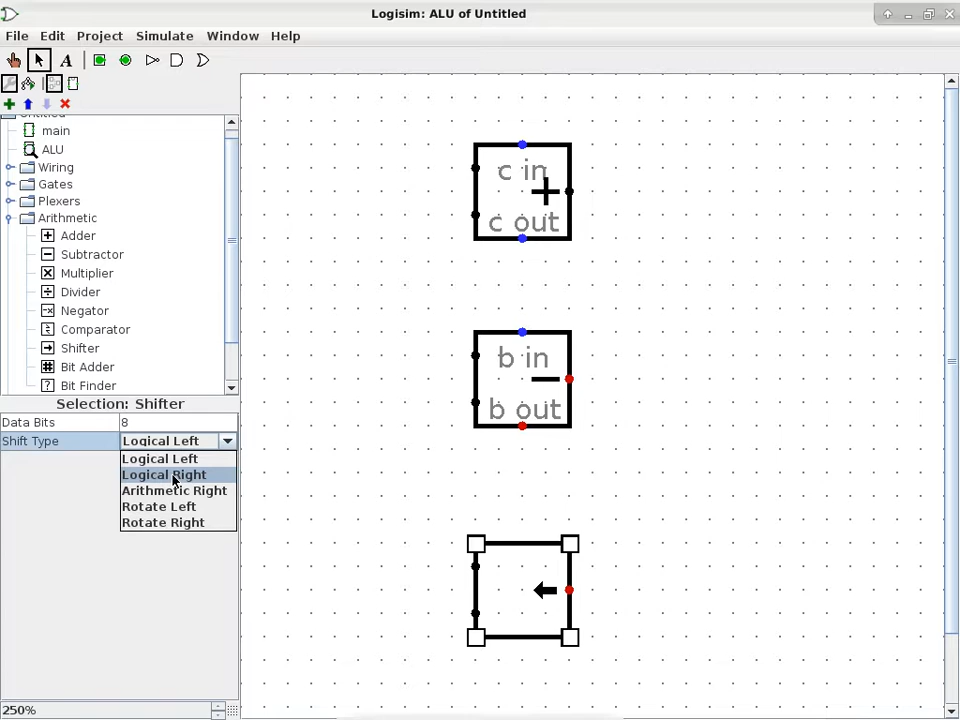 Logisim: ALU of Untitled
File Edit Project Simulate Window Help
A
Untitled
main
ALU
Wiring
Gates
Plexers
Arithmetic
Adder
Subtractor
Multiplier
Divider
Negator
Comparator
Shifter
Bit Adder
Bit Finder
Selection: Shifter
Data Bits 8
Shift Type Logical Left
Logical Left
Logical Right
Arithmetic Right
Rotate Left
Rotate Right
250%
c in
+
c out
b in
b out